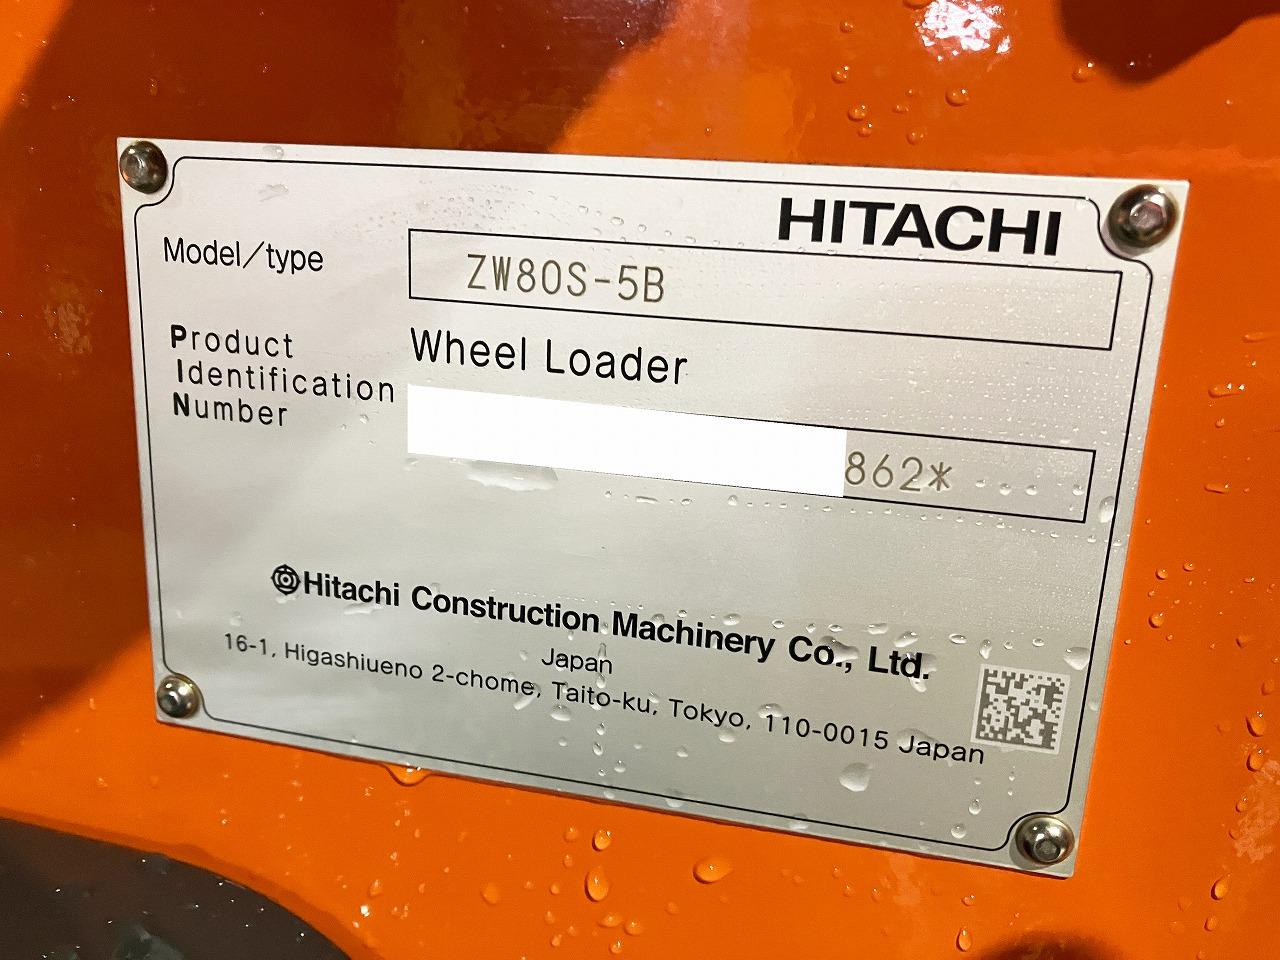 HITACHI
Model/type
ZW80S-5B
Product
Identification
Number
Wheel Loader
862*
Hitachi Construction Machinery Co., Ltd.
Japan
16-1, Higashiueno 2-chome, Taito-ku, Tokyo, 110-0015 Japan